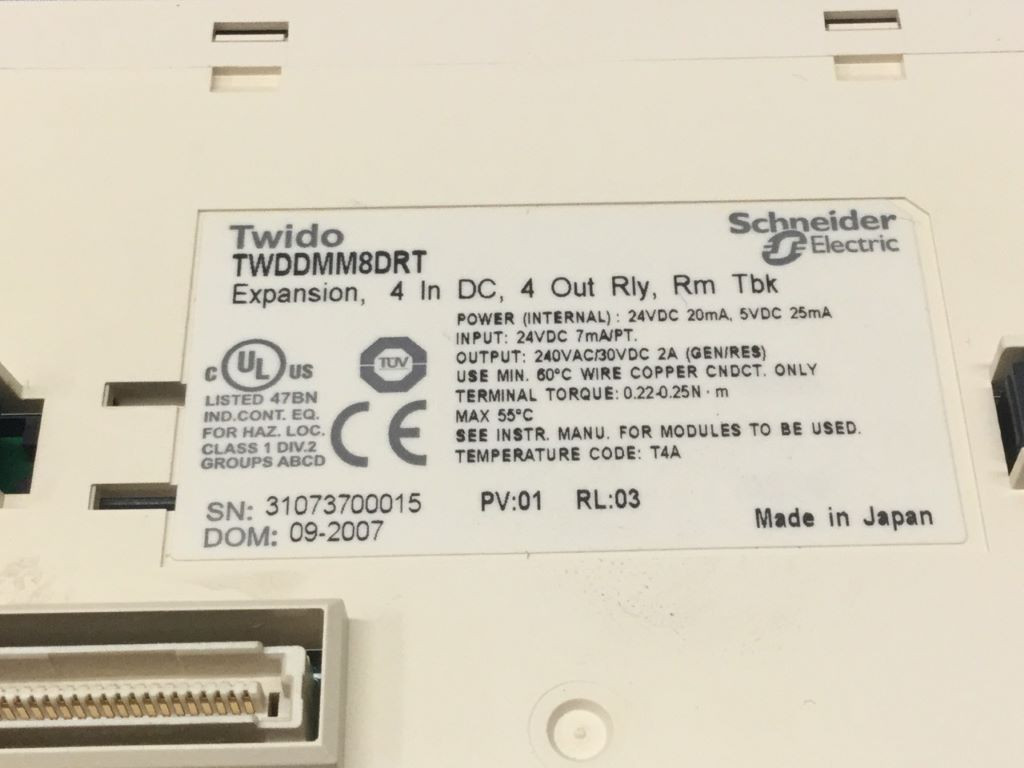 Twido
Schneider
Electric
TWDDMM8DRT
Expansion, 4 In DC, 4 Out Rly, Rm Tbk
POWER (INTERNAL) : 24VDC 20mA, 5VDC 25mA
INPUT: 24VDC 7mA/PT.
OUTPUT: 240VAC/30VDC 2A (GEN/RES)
USE MIN. 60°C WIRE COPPER CNDCT. ONLY
TERMINAL TORQUE: 0.22-0.25N·m
MAX 55°C
SEE INSTR. MANU. FOR MODULES TO BE USED.
TEMPERATURE CODE: T4A
C UL US
LISTED 47BN
IND.CONT. EQ.
FOR HAZ. LOC.
CLASS 1 DIV.2
GROUPS ABCD
TUV
CE
SN: 31073700015 PV:01 RL:03
DOM: 09-2007
Made in Japan